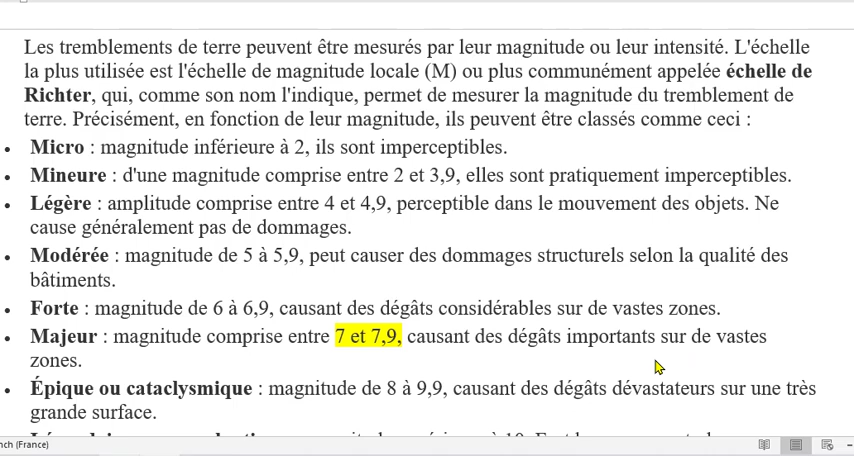 Les tremblements de terre peuvent être mesurés par leur magnitude ou leur intensité. L'échelle
la plus utilisée est l'échelle de magnitude locale (M) ou plus communément appelée échelle de
Richter, qui, comme son nom l'indique, permet de mesurer la magnitude du tremblement de
terre. Précisément, en fonction de leur magnitude, ils peuvent être classés comme ceci :
• Micro : magnitude inférieure à 2, ils sont imperceptibles.
• Mineure : d'une magnitude comprise entre 2 et 3,9, elles sont pratiquement imperceptibles.
• Légère : amplitude comprise entre 4 et 4,9, perceptible dans le mouvement des objets. Ne
cause généralement pas de dommages.
• Modérée : magnitude de 5 à 5,9, peut causer des dommages structurels selon la qualité des
bâtiments.
• Forte : magnitude de 6 à 6,9, causant des dégâts considérables sur de vastes zones.
• Majeur : magnitude comprise entre 7 et 7,9, causant des dégâts importants sur de vastes
zones.
• Épique ou cataclysmique : magnitude de 8 à 9,9, causant des dégâts dévastateurs sur une très
grande surface.
nch (France)